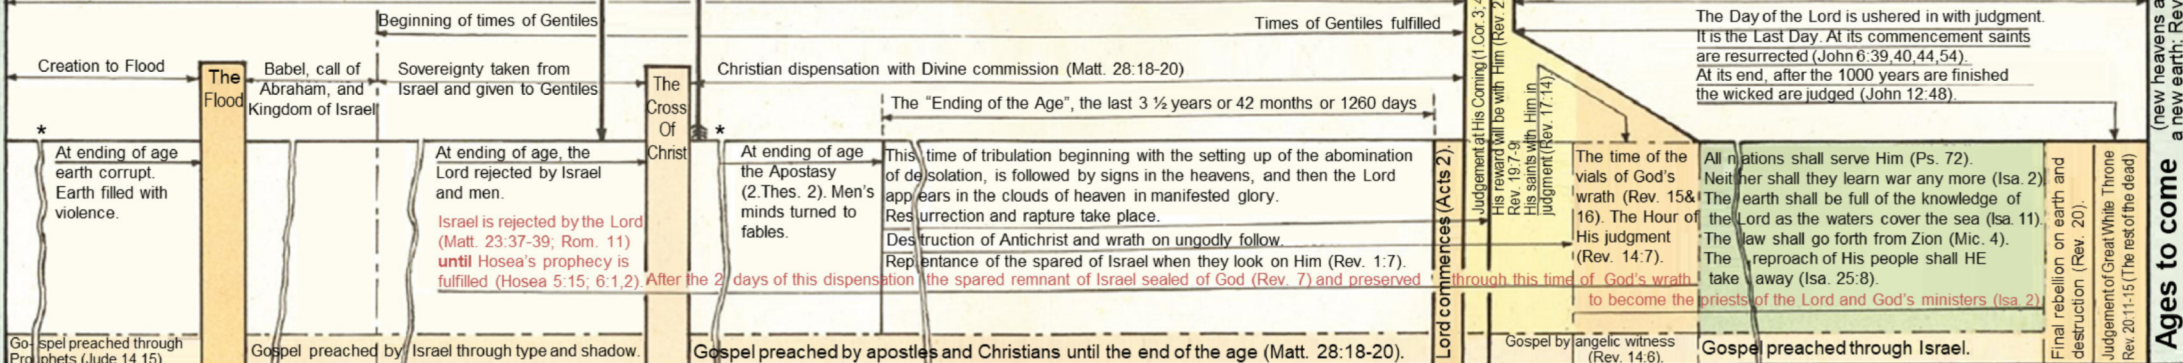 Beginning of times of Gentiles
Times of Gentiles fulfilled
Creation to Flood
The
Flood
Babel, call of
Abraham, and
Kingdom of Israel
Sovereignty taken from
Israel and given to Gentiles
The
Cross
Of
Christ
Christian dispensation with Divine commission (Matt. 28:18-20)
The “Ending of the Age”, the last 3 ½ years or 42 months or 1260 days
*
At ending of age
earth corrupt.
Earth filled with
violence.
At ending of age, the
Lord rejected by Israel
and men.
Israel is rejected by the Lord
(Matt. 23:37-39; Rom. 11)
until Hosea's prophecy is
fulfilled (Hosea 5:15; 6:1,2). After the 2 days of this dispensation the spared remnant of Israel sealed of God (Rev. 7) and preserved through this time of God's wrath
to become the priests of the Lord and God's ministers (Isa. 2)
*
At ending of age
the Apostasy
(2.Thes. 2). Men's
minds turned to
fables.
This time of tribulation beginning with the setting up of the abomination
of desolation, is followed by signs in the heavens, and then the Lord
appears in the clouds of heaven in manifested glory.
Resurrection and rapture take place.
Destruction of Antichrist and wrath on ungodly follow.
Repentance of the spared of Israel when they look on Him (Rev. 1:7).
Lord commences (Acts 2).
Judgement at His Coming (1.Cor. 3;
His reward will be with Him (Rev.
Rev. 19:7-9
His saints with Him in
judgment (Rev. 17:14)
The time of the
vials of God's
wrath (Rev. 15&
16). The Hour of
His judgment
(Rev. 14:7).
The Day of the Lord is ushered in with judgment.
It is the Last Day. At its commencement saints
are resurrected (John 6:39,40,44,54).
At its end, after the 1000 years are finished
the wicked are judged (John 12:48).
All nations shall serve Him (Ps. 72).
Neither shall they learn war any more (Isa. 2)
The earth shall be full of the knowledge of
the Lord as the waters cover the sea (Isa. 11).
The law shall go forth from Zion (Mic. 4).
The reproach of His people shall HE
take away (Isa. 25:8).
Final rebellion on earth and
destruction (Rev. 20).
Judgement of Great White Throne
Rev. 20:11-15 (The rest of the dead)
Ages to come
(new heavens
a new earth; Rev
Go-spel preached through
Prophets (Jude 14,15)
Gospel preached by Israel through type and shadow.
Gospel preached by apostles and Christians until the end of the age (Matt. 28:18-20).
Gospel by angelic witness
(Rev. 14:6).
Gospel preached through Israel.